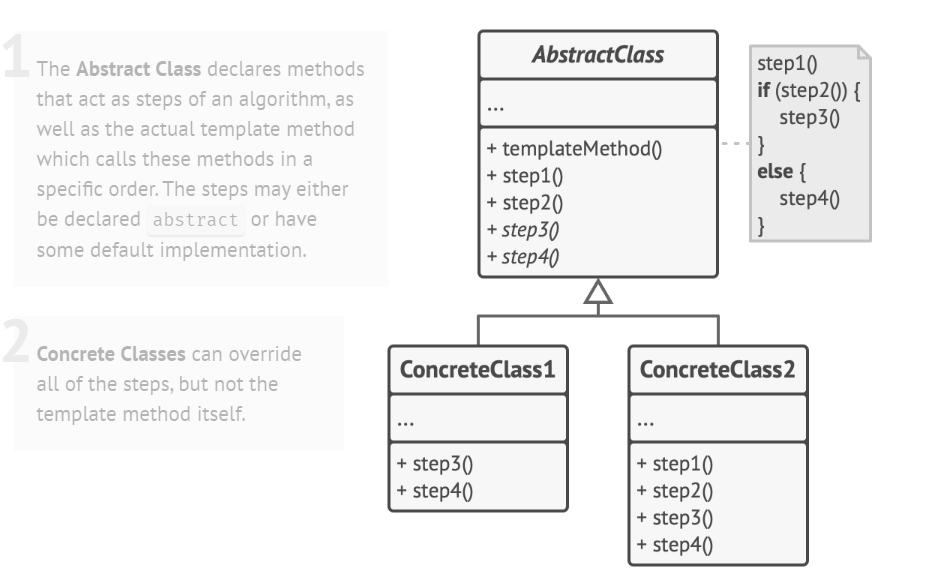 1
The Abstract Class declares methods
that act as steps of an algorithm, as
well as the actual template method
which calls these methods in a
specific order. The steps may either
be declared abstract or have
some default implementation.
2
Concrete Classes can override
all of the steps, but not the
template method itself.
AbstractClass
...
+ templateMethod()
+ step1()
+ step2()
+ step3()
+ step4()
step1()
if (step2()) {
step3()
}
else {
step4()
}
ConcreteClass1
...
+ step3()
+ step4()
ConcreteClass2
...
+ step1()
+ step2()
+ step3()
+ step4()